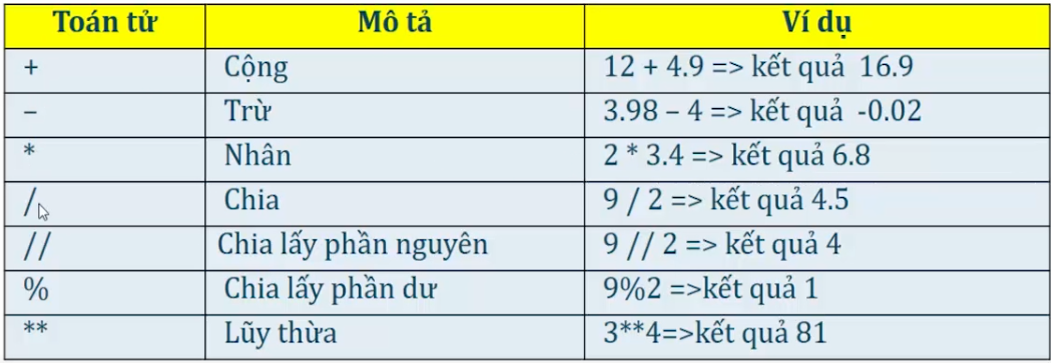 Toán tử Mô tả Ví dụ
+ Cộng 12 + 4.9 => kết quả 16.9
– Trừ 3.98 – 4 => kết quả -0.02
* Nhân 2 * 3.4 => kết quả 6.8
/ Chia 9 / 2 => kết quả 4.5
// Chia lấy phần nguyên 9 // 2 => kết quả 4
% Chia lấy phần dư 9%2 =>kết quả 1
** Lũy thừa 3**4=>kết quả 81